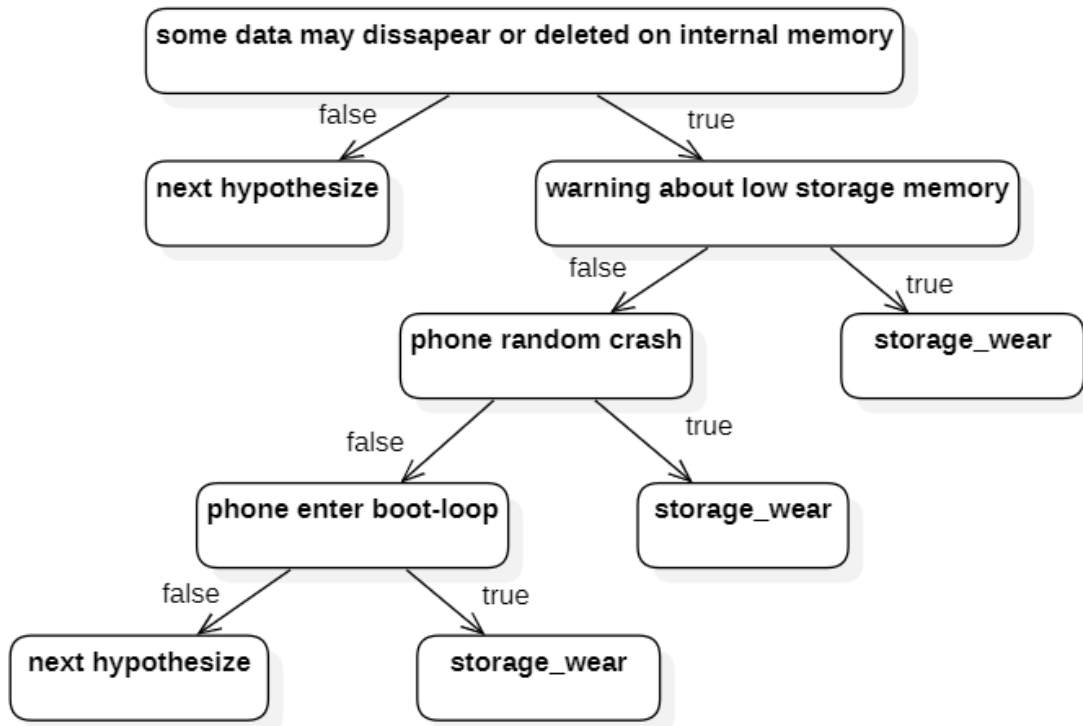 some data may dissapear or deleted on internal memory
false
true
next hypothesize
warning about low storage memory
false
true
phone random crash
storage_wear
false
true
phone enter boot-loop
storage_wear
false
true
next hypothesize
storage_wear